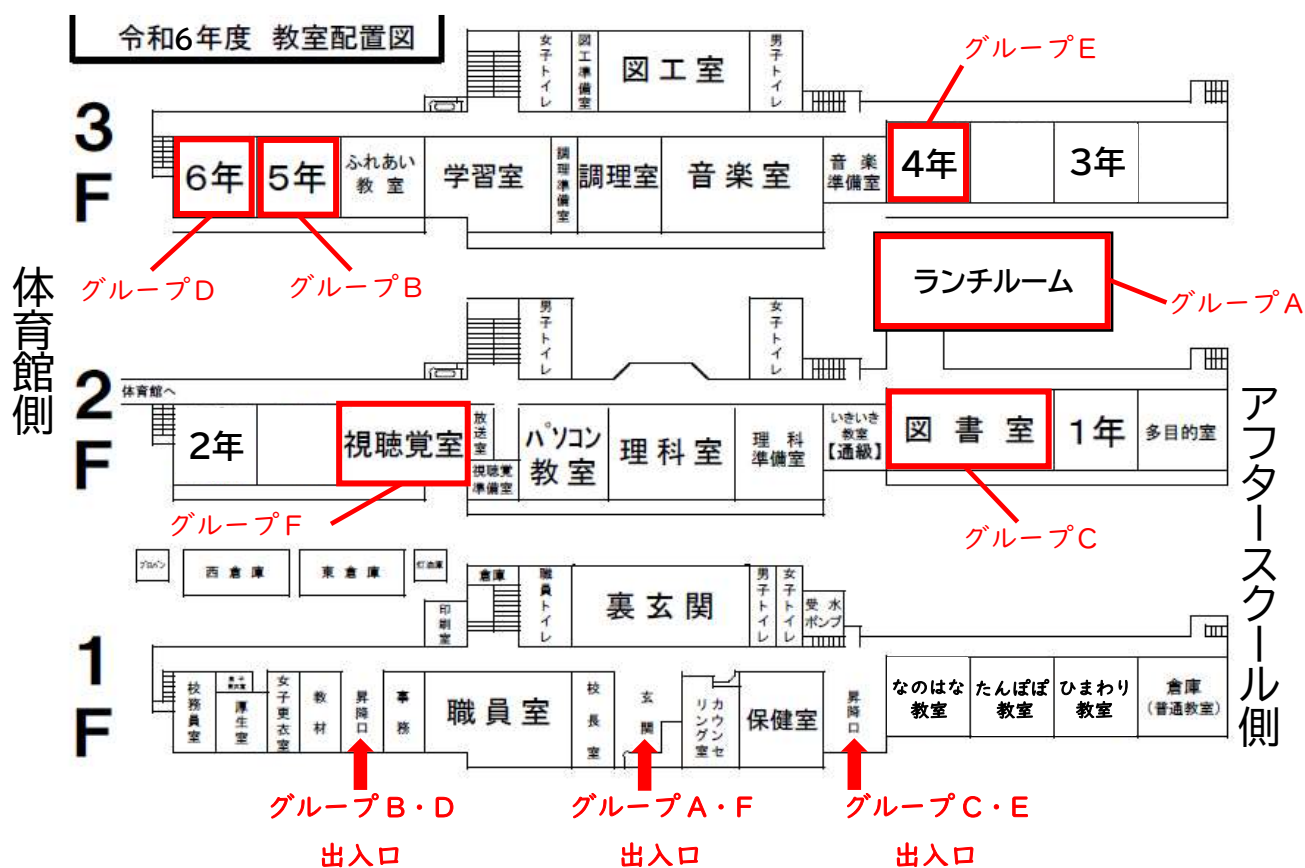 令和6年度 教室配置図
グループE
3F
女子トイレ
図工準備室
図工室
男子トイレ
6年
5年
ふれあい
教室
学習室
調理準備室
調理室
音楽室
音楽
準備室
4年
3年
グループD
グループB
ランチルーム
グループA
体育館側
アフタースクール側
2F
体育館へ
男子トイレ
女子トイレ
2年
視聴覚室
放送室
視聴覚
準備室
パソコン
教室
理科室
理科
準備室
いきいき
教室
【通級】
図書室
1年
多目的室
グループF
グループC
1F
プロパン
西倉庫
東倉庫
灯油庫
倉庫
印刷室
職員トイレ
裏玄関
男子トイレ
女子トイレ
受水
ポンプ
校務員室
厚生室
女子更衣室
教材
昇降口
事務
職員室
校長室
玄関
カウンセ
リング室
保健室
昇降口
なのはな
教室
たんぽぽ
教室
ひまわり
教室
倉庫
(普通教室)
グループB・D
出入口
グループA・F
出入口
グループC・E
出入口